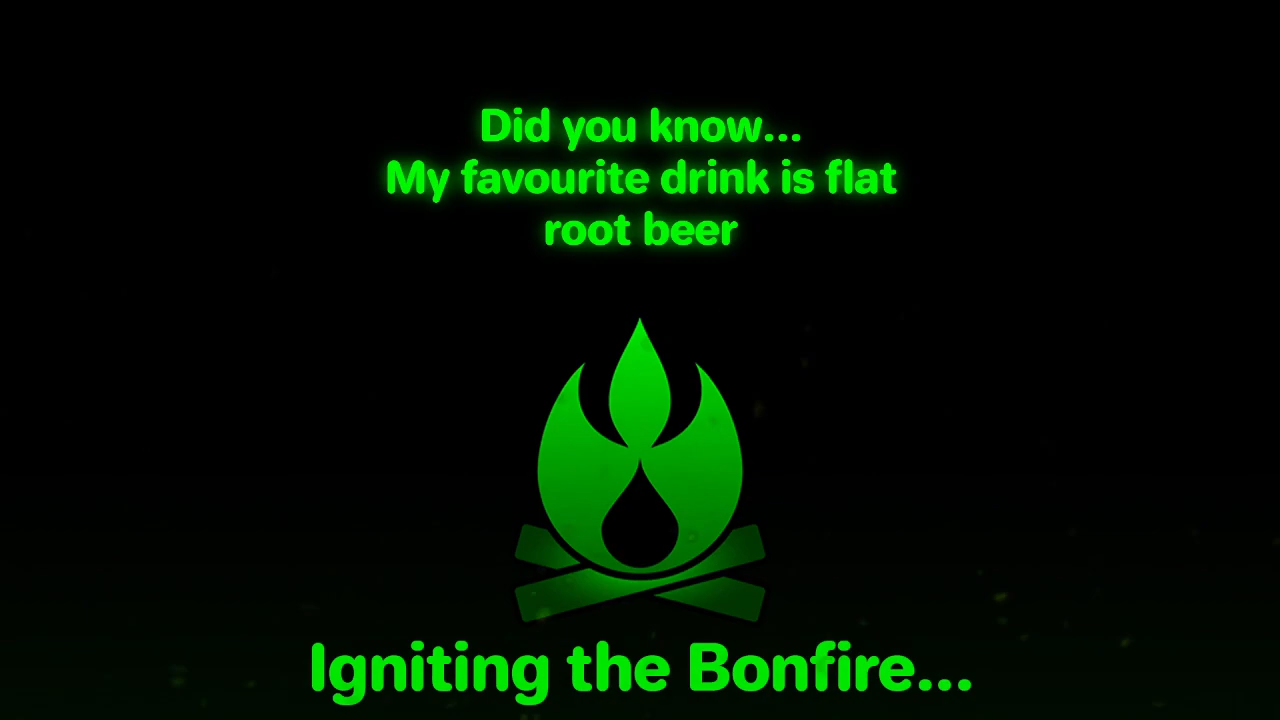 Did you know...
My favourite drink is flat
root beer
Igniting the Bonfire...